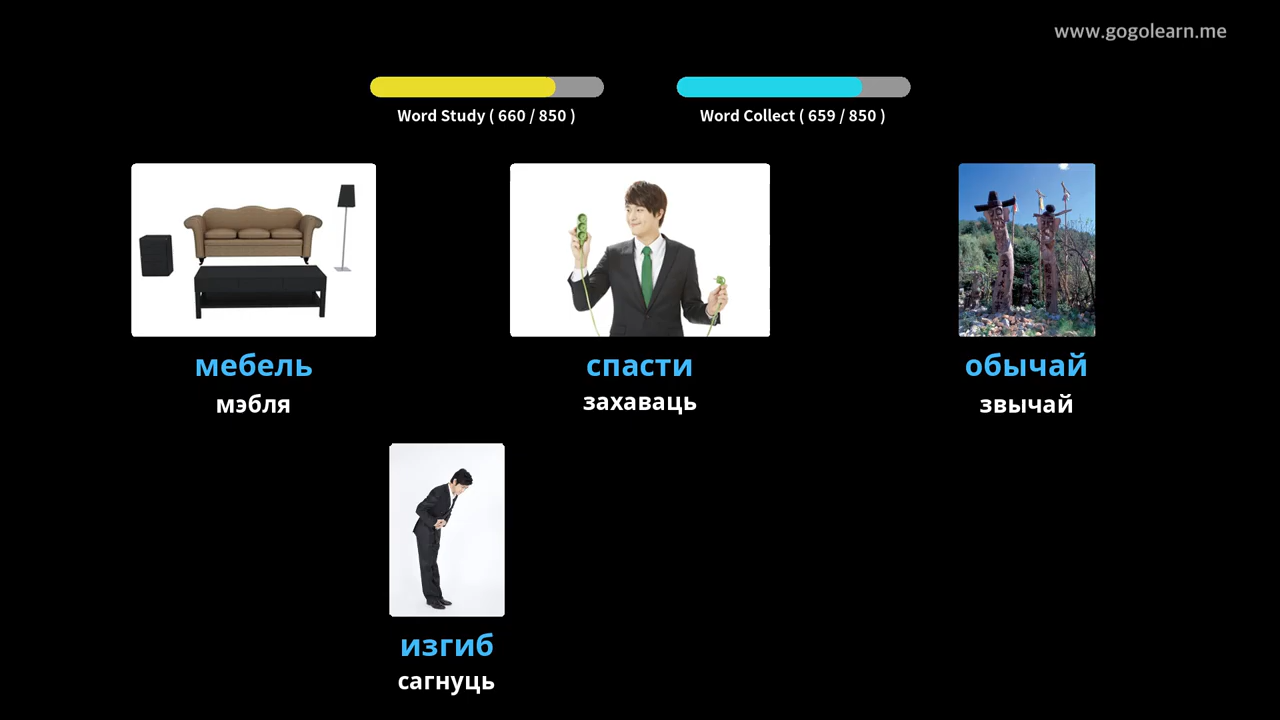 www.gogolearn.me
Word Study ( 660 / 850 )
Word Collect ( 659 / 850 )
мебель
мэбля
спасти
захаваць
обычай
звычай
изгиб
сагнуць